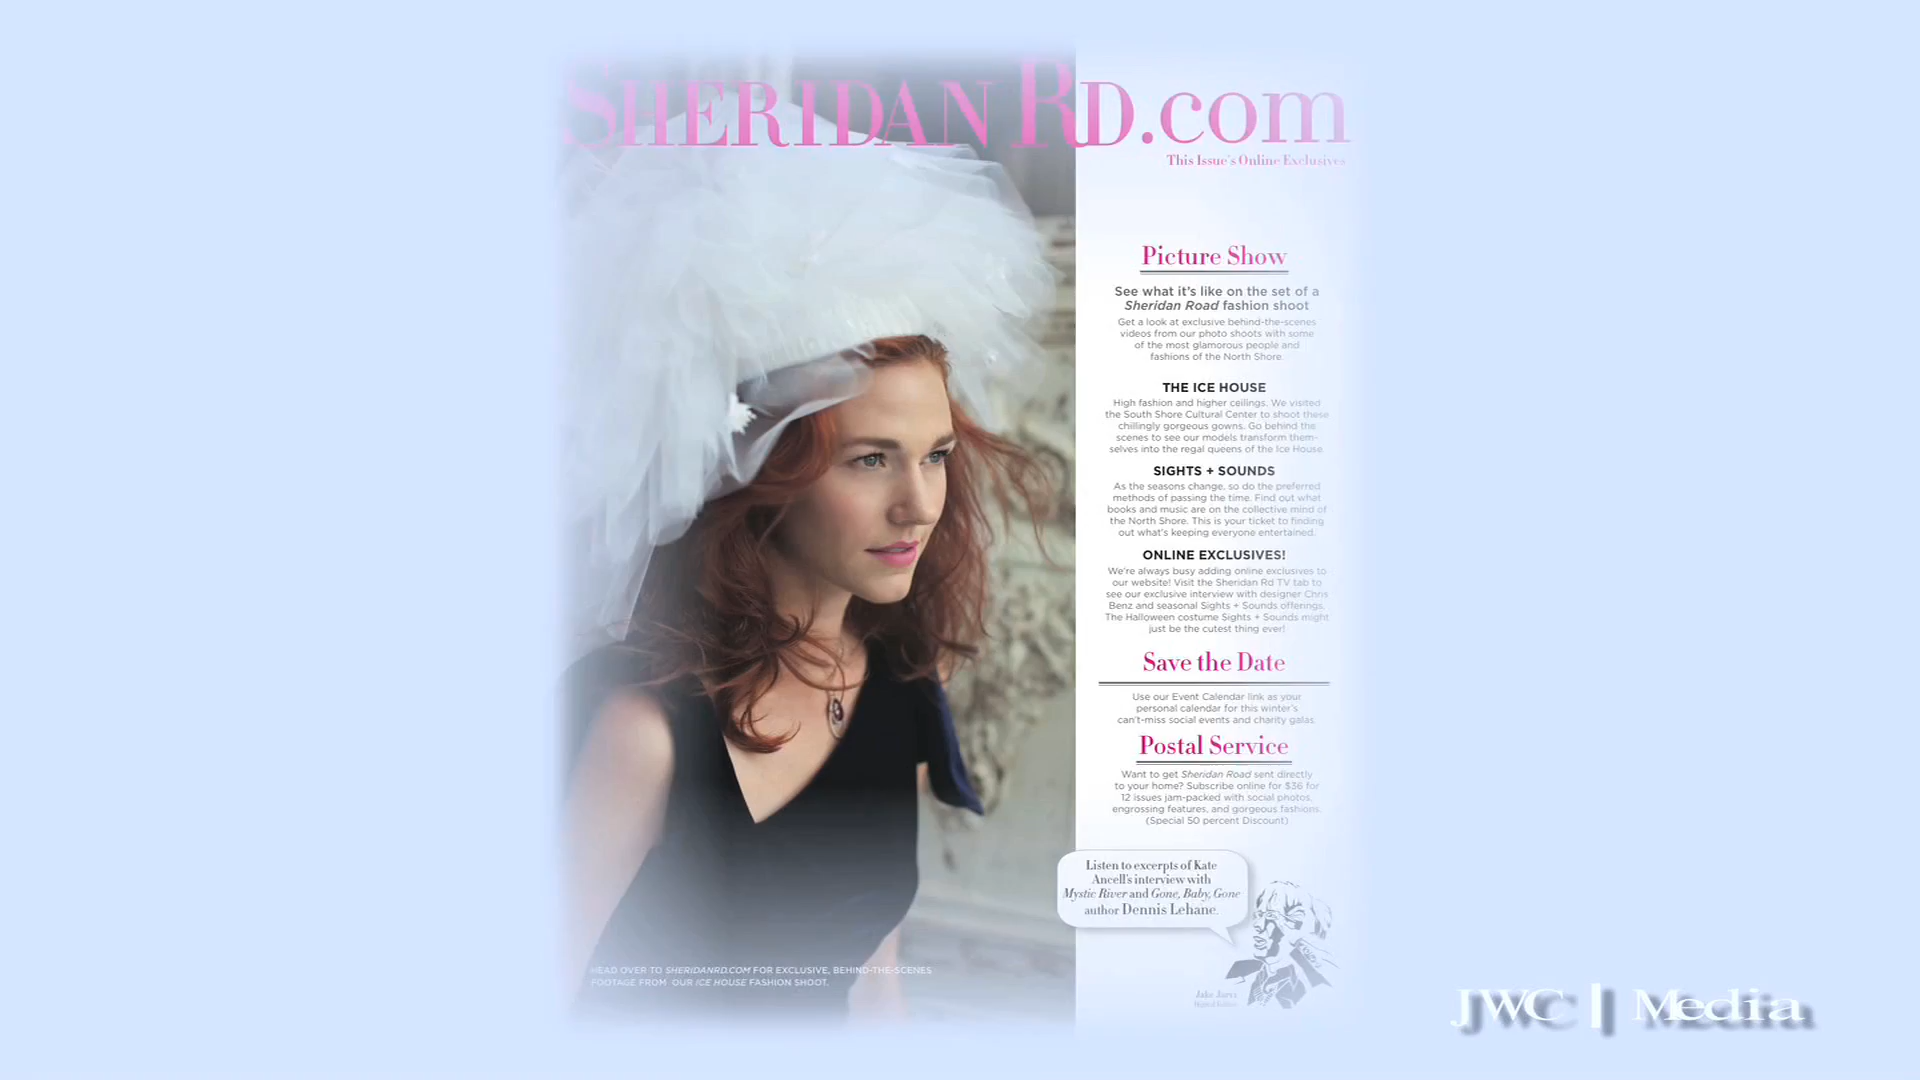 SHERIDAN RD.com
This Issue's Online Exclusives
Picture Show
See what it's like on the set of a
Sheridan Road fashion shoot
Get a look at exclusive behind-the-scenes
videos from our photo shoots with some
of the most glamorous people and
fashions of the North Shore.
THE ICE HOUSE
High fashion and higher ceilings. We visited
the South Shore Cultural Center to shoot these
chillingly gorgeous gowns. Go behind the
scenes to see our models transform them-
selves into the regal queens of the Ice House
SIGHTS + SOUNDS
As the seasons change, so do the preferred
methods of passing the time. Find out what
books and music are on the collective mind of
the North Shore. This is your ticket to finding
out what's keeping everyone entertained.
ONLINE EXCLUSIVES!
We're always busy adding online exclusives to
our website! Visit the Sheridan Rd TV tab to
see our exclusive interview with designer Chris
Benz and seasonal Sights + Sounds offerings.
The Halloween costume Sights + Sounds might
just be the cutest thing ever!
Save the Date
Use our Event Calendar link as your
personal calendar for this winter's
can't-miss social events and charity galas.
Postal Service
Want to get Sheridan Road sent directly
to your home? Subscribe online for $36 for
12 issues jam-packed with social photos,
engrossing features, and gorgeous fashions.
(Special 50 percent Discount)
Listen to excerpts of Kate
Ancell's interview with
Mystic River and Gone, Baby, Gone
author Dennis Lehane.
HEAD OVER TO SHERIDANRD.COM FOR EXCLUSIVE, BEHIND-THE-SCENES
FOOTAGE FROM OUR ICE HOUSE FASHION SHOOT.
Jake Jarvi
Digital Editor
JWC | Media